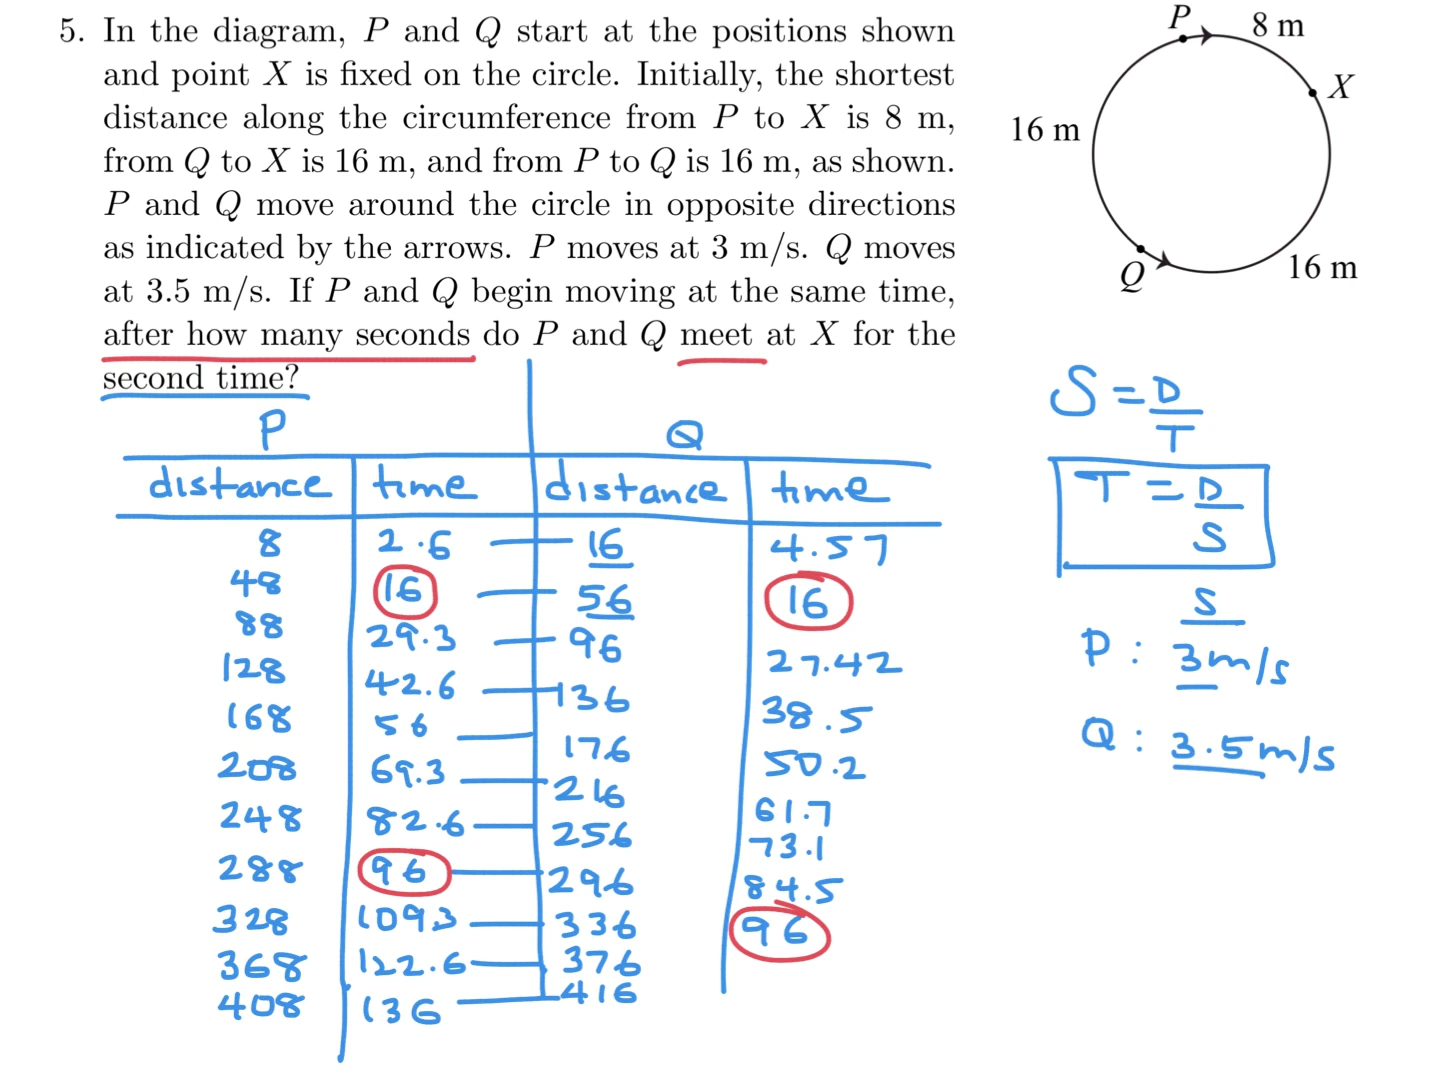 5. In the diagram, P and Q start at the positions shown
and point X is fixed on the circle. Initially, the shortest
distance along the circumference from P to X is 8 m,
from Q to X is 16 m, and from P to Q is 16 m, as shown.
P and Q move around the circle in opposite directions
as indicated by the arrows. P moves at 3 m/s. Q moves
at 3.5 m/s. If P and Q begin moving at the same time,
after how many seconds do P and Q meet at X for the
second time?
P
8 m
X
16 m
Q
16 m
P Q
distance time distance time
8 2.6 16 4.57
48 16 56 16
88 29.3 96 27.42
128 42.6 136 38.5
168 56 176 50.2
208 69.3 216 61.7
248 82.6 256 73.1
288 96 296 84.5
328 109.3 336 96
368 122.6 376
408 136 416
S = D
T
T = D
S
S
P : 3m/s
Q : 3.5m/s